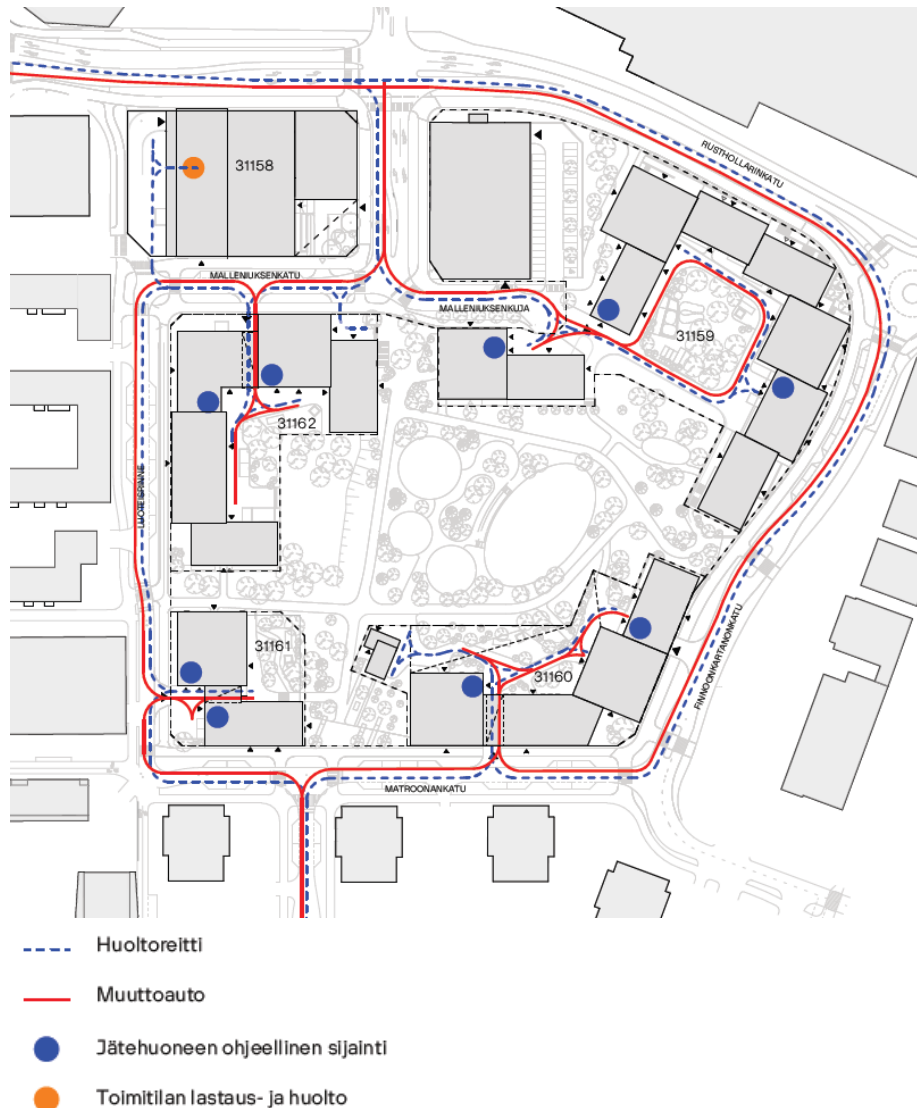 RUSTHOLLARINKATU
31158
MALLENIUKSENKATU
MALLENIUKSENKUJA
31159
31162
LUOTEISRINNE
31161
31160
FINNOONKARTANONKATU
MATROONANKATU
Huoltoreitti
Muuttoauto
Jätehuoneen ohjeellinen sijainti
Toimitilan lastaus- ja huolto